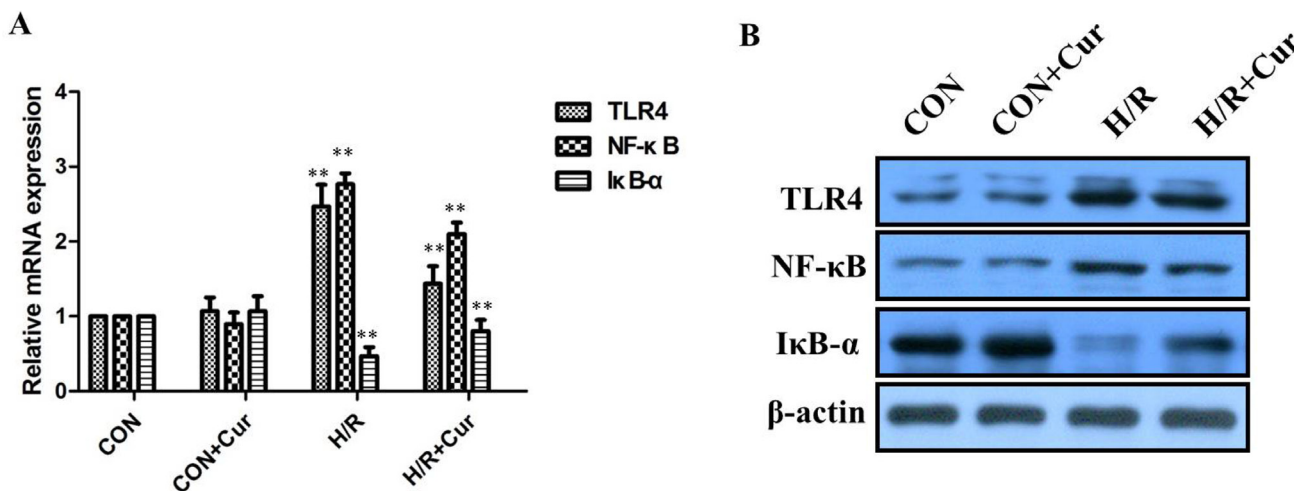 A
Relative mRNA expression
4
3
2
1
0
** **
**
** **
**
CON
CON+Cur
H/R
H/R+Cur
TLR4
NF-κ B
Iκ B-α
B
CON
CON+Cur
H/R
H/R+Cur
TLR4
NF-κB
IκB-α
β-actin